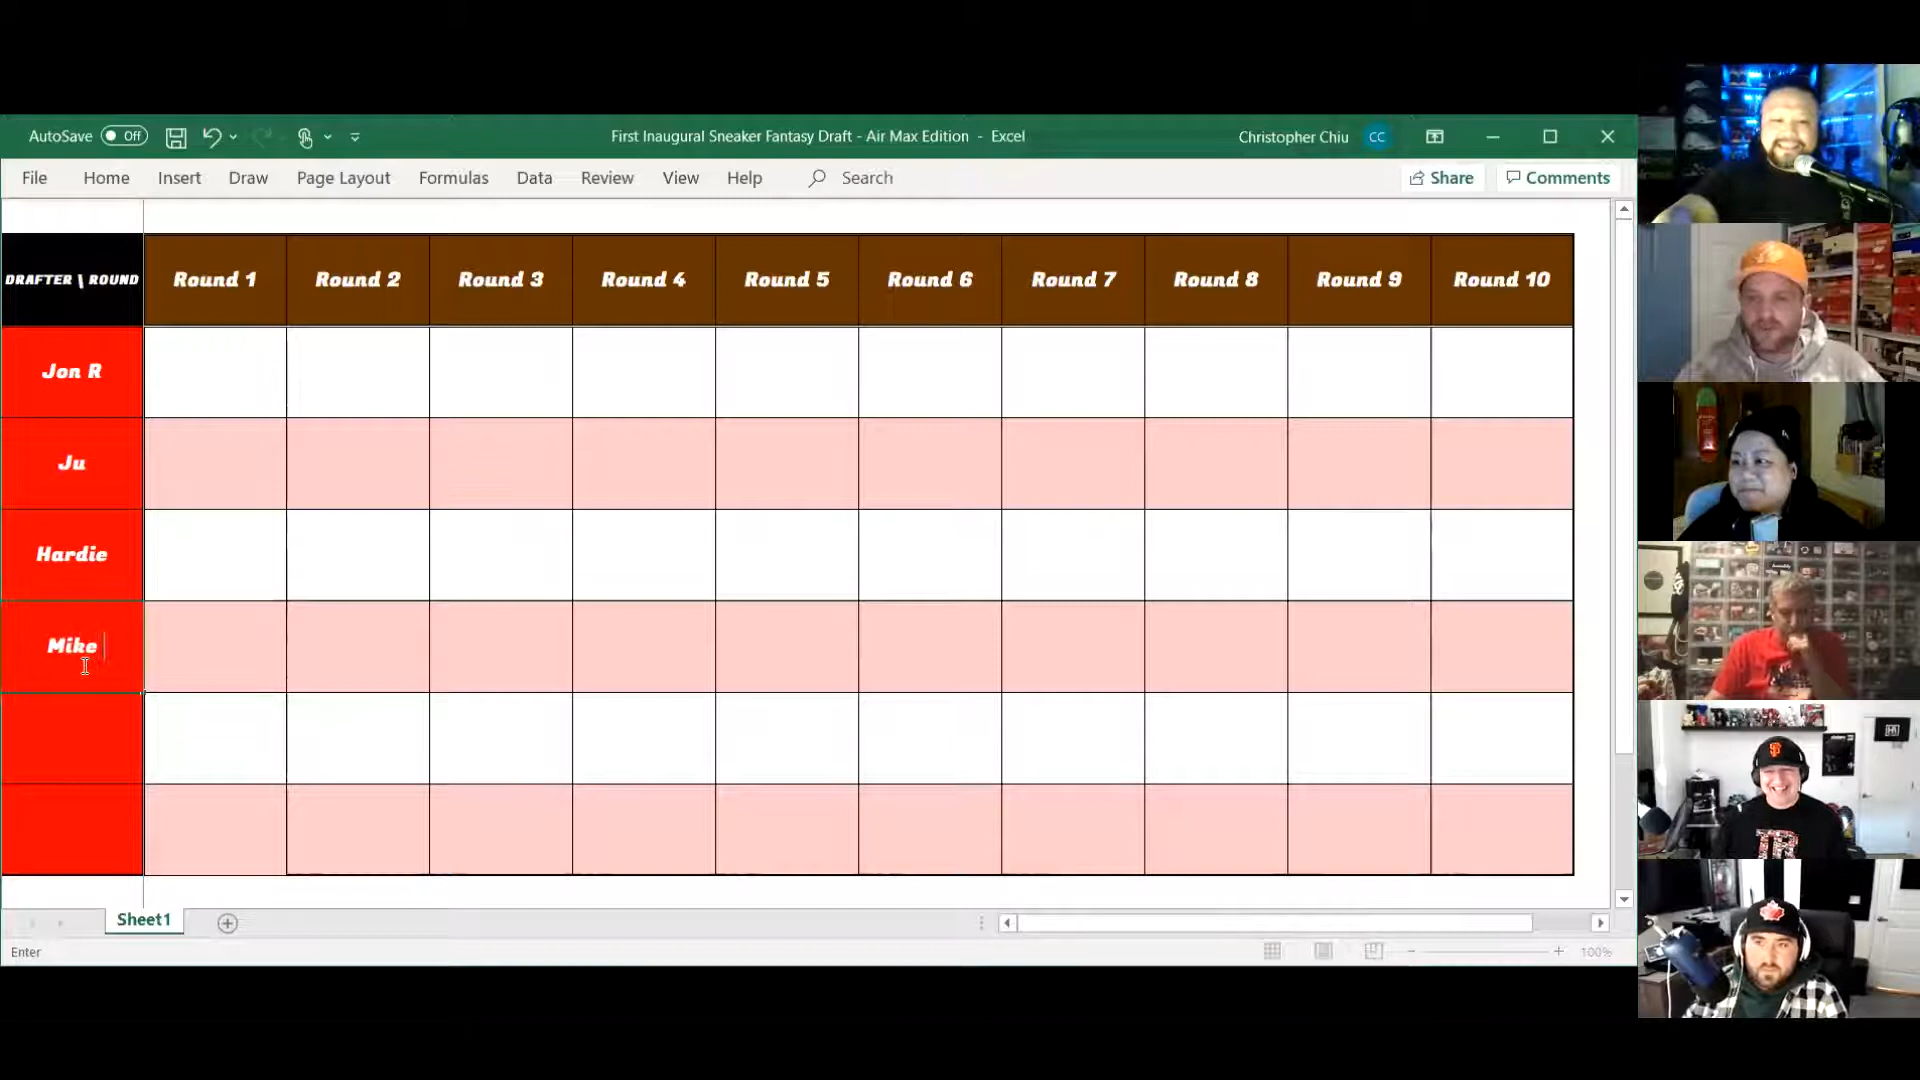 AutoSave Off First Inaugural Sneaker Fantasy Draft - Air Max Edition - Excel Christopher Chiu CC
File Home Insert Draw Page Layout Formulas Data Review View Help Search Share Comments
DRAFTER \ ROUND Round 1 Round 2 Round 3 Round 4 Round 5 Round 6 Round 7 Round 8 Round 9 Round 10
Jon R
Ju
Hardie
Mike
Sheet1
Enter 100%